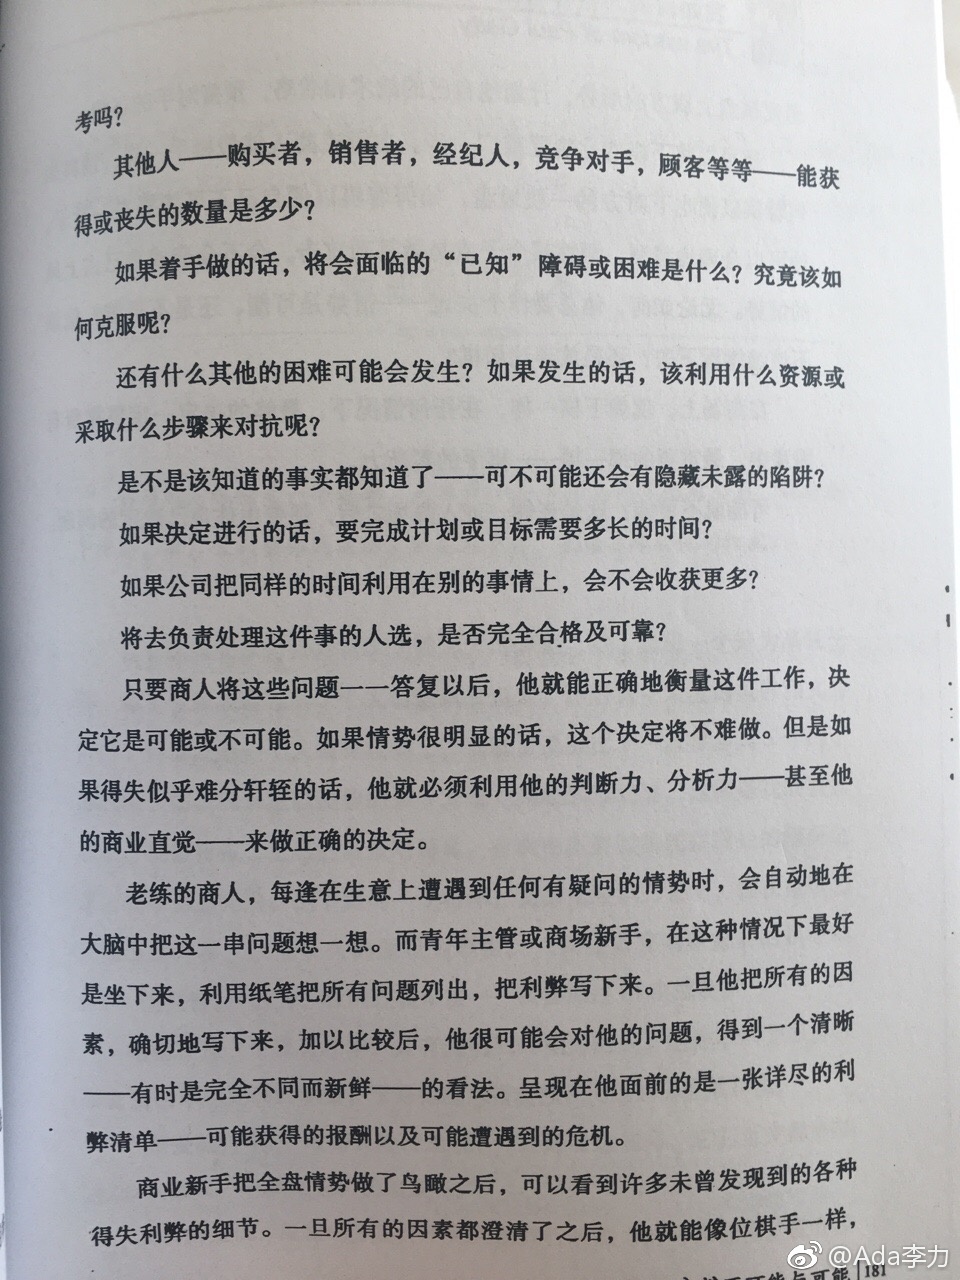 考吗？
其他人——购买者，销售者，经纪人，竞争对手，顾客等等——能获
得或丧失的数量是多少？
如果着手做的话，将会面临的“已知”障碍或困难是什么？究竟该如
何克服呢？
还有什么其他的困难可能会发生？如果发生的话，该利用什么资源或
采取什么步骤来对抗呢？
是不是该知道的事实都知道了——可不可能还会有隐藏未露的陷阱？
如果决定进行的话，要完成计划或目标需要多长的时间？
如果公司把同样的时间利用在别的事情上，会不会收获更多？
将去负责处理这件事的人选，是否完全合格及可靠？
只要商人将这些问题一一答复以后，他就能正确地衡量这件工作，决
定它是可能或不可能。如果情势很明显的话，这个决定将不难做。但是如
果得失似乎难分轩轾的话，他就必须利用他的判断力、分析力——甚至他
的商业直觉——来做正确的决定。
老练的商人，每逢在生意上遭遇到任何有疑问的情势时，会自动地在
大脑中把这一串问题想一想。而青年主管或商场新手，在这种情况下最好
是坐下来，利用纸笔把所有问题列出，把利弊写下来。一旦他把所有的因
素，确切地写下来，加以比较后，他很可能会对他的问题，得到一个清晰
——有时是完全不同而新鲜——的看法。呈现在他面前的是一张详尽的利
弊清单——可能获得的报酬以及可能遭遇到的危机。
商业新手把全盘情势做了鸟瞰之后，可以看到许多未曾发现到的各种
得失利弊的细节。一旦所有的因素都澄清了之后，他就能像位棋手一样，
不可能与可能 181
@Ada李力